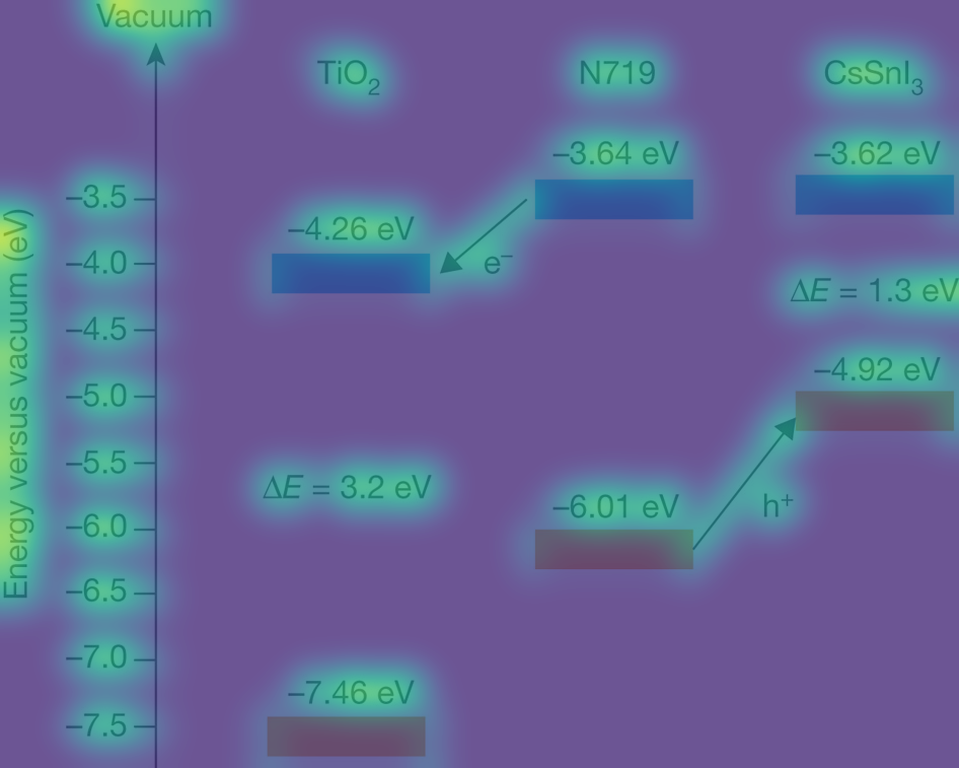 Vacuum
TiO₂
N719
CsSnI₃
–3.64 eV
–3.62 eV
–3.5
–4.26 eV
–4.0
e⁻
ΔE = 1.3 eV
–4.5
–4.92 eV
–5.0
–5.5
ΔE = 3.2 eV
–6.01 eV
h⁺
–6.0
–6.5
–7.0
–7.46 eV
–7.5
Energy versus vacuum (eV)